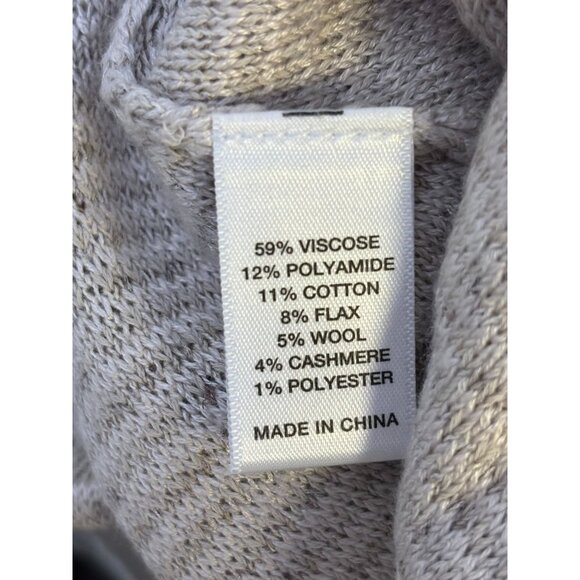 59% VISCOSE
12% POLYAMIDE
11% COTTON
8% FLAX
5% WOOL
4% CASHMERE
1% POLYESTER
MADE IN CHINA